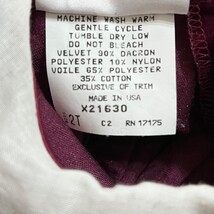 MACHINE WASH WARM
GENTLE CYCLE
TUMBLE DRY LOW
DO NOT BLEACH
VELVET 90% DACRON
POLYESTER 10% NYLON
VOILE 65% POLYESTER
35% COTTON
EXCLUSIVE OF TRIM
MADE IN USA
X21630
2T C2 RN 17175